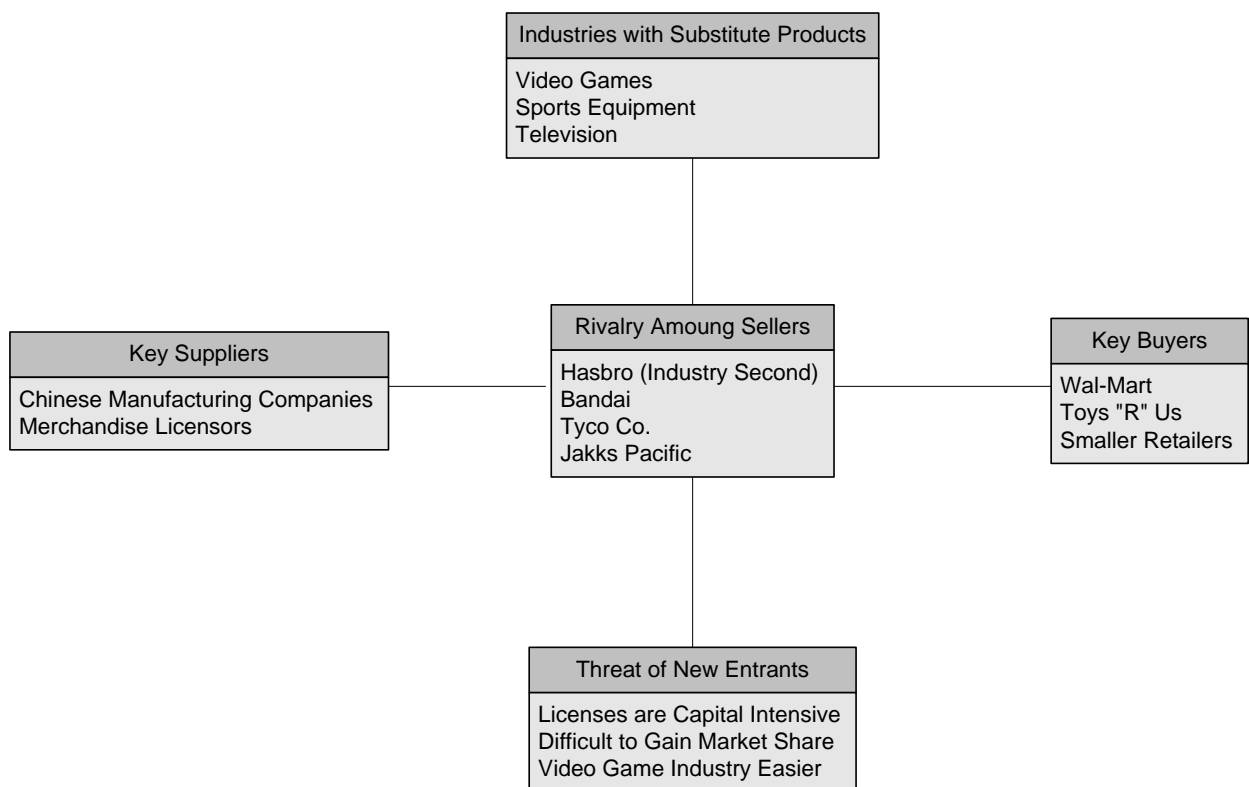 Industries with Substitute Products
Video Games
Sports Equipment
Television
Key Suppliers
Chinese Manufacturing Companies
Merchandise Licensors
Rivalry Amoung Sellers
Hasbro (Industry Second)
Bandai
Tyco Co.
Jakks Pacific
Key Buyers
Wal-Mart
Toys "R" Us
Smaller Retailers
Threat of New Entrants
Licenses are Capital Intensive
Difficult to Gain Market Share
Video Game Industry Easier